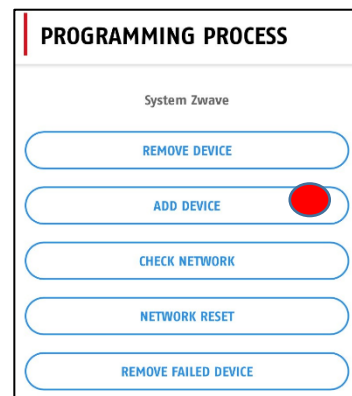 PROGRAMMING PROCESS
System Zwave
REMOVE DEVICE
ADD DEVICE
CHECK NETWORK
NETWORK RESET
REMOVE FAILED DEVICE